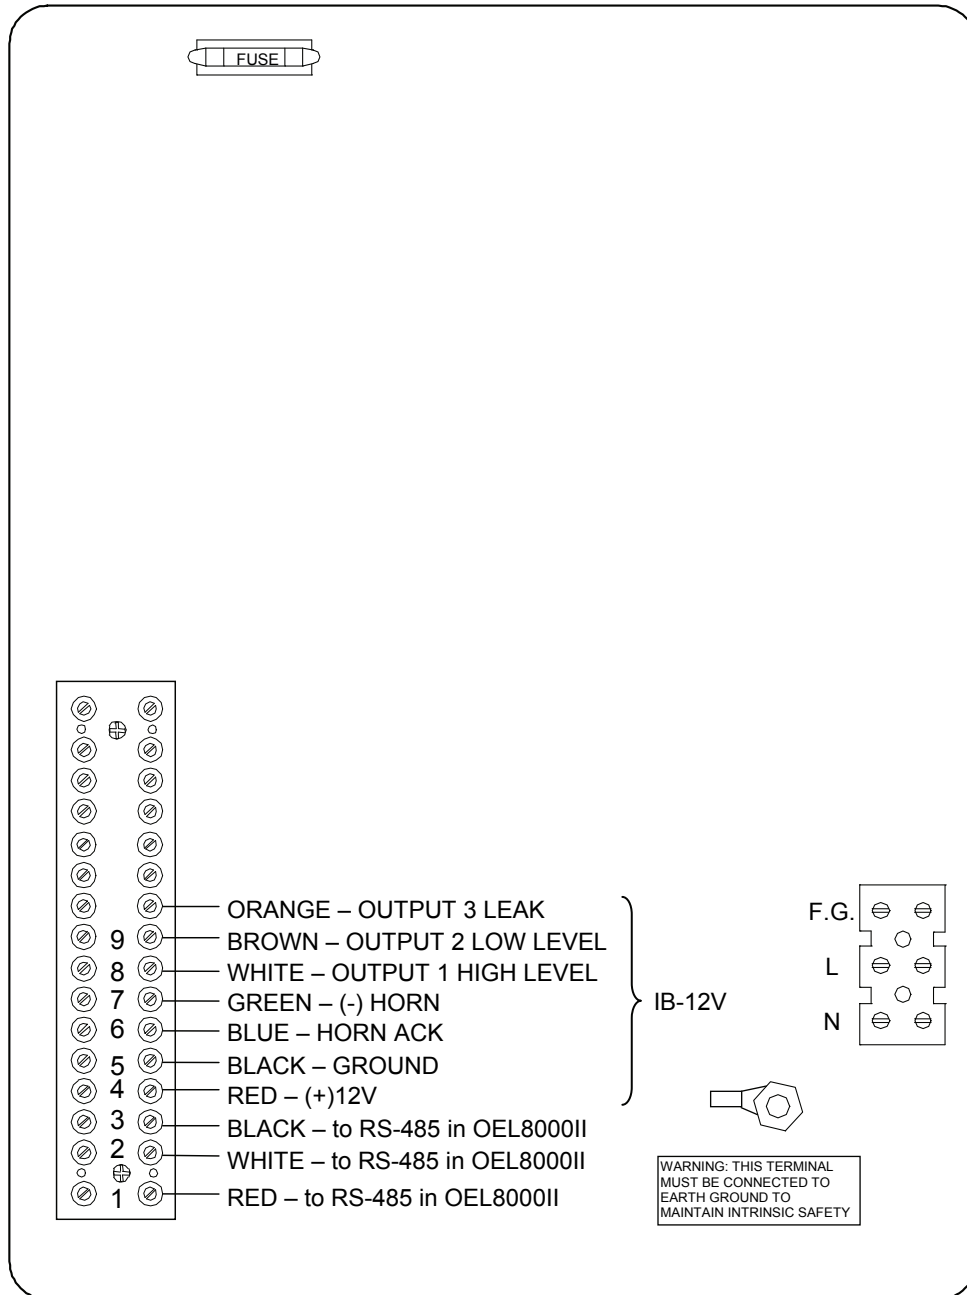 FUSE
ORANGE – OUTPUT 3 LEAK
9 BROWN – OUTPUT 2 LOW LEVEL
8 WHITE – OUTPUT 1 HIGH LEVEL
7 GREEN – (-) HORN
6 BLUE – HORN ACK
5 BLACK – GROUND
4 RED – (+)12V
3 BLACK – to RS-485 in OEL8000II
2 WHITE – to RS-485 in OEL8000II
1 RED – to RS-485 in OEL8000II
IB-12V
F.G.
L
N
WARNING: THIS TERMINAL
MUST BE CONNECTED TO
EARTH GROUND TO
MAINTAIN INTRINSIC SAFETY